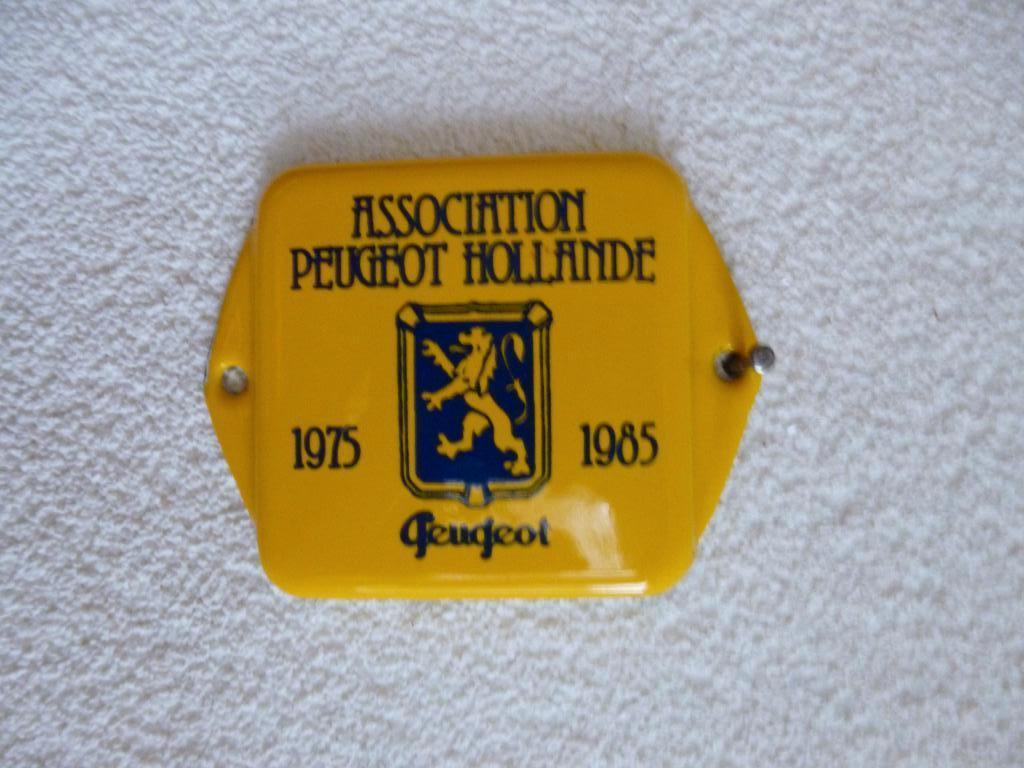 ASSOCIATION
PEUGEOT HOLLANDE
1975 1985
Peugeot